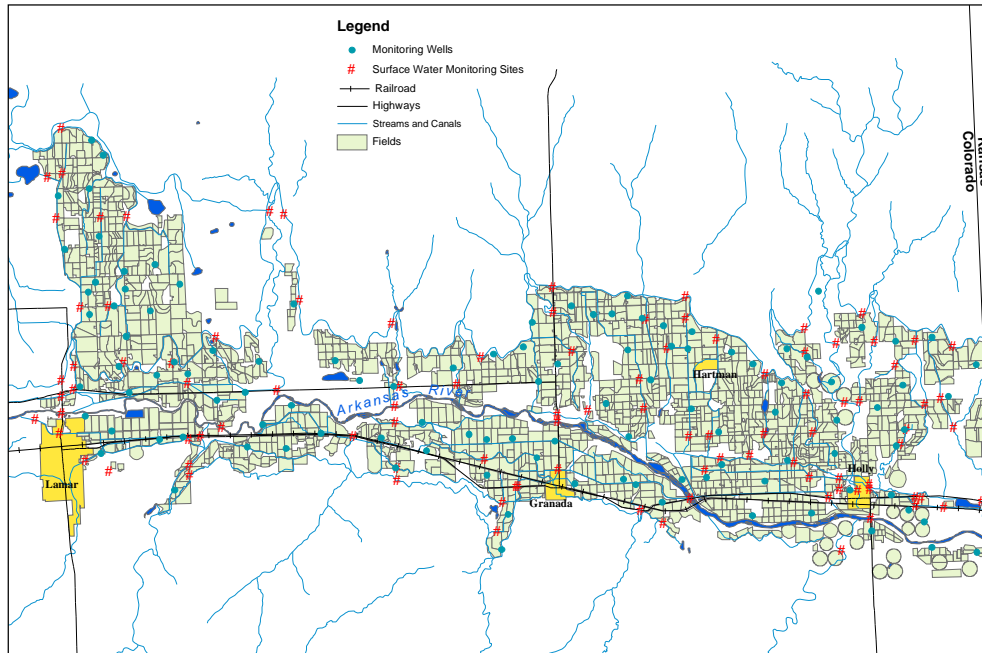 Legend
Monitoring Wells
# Surface Water Monitoring Sites
Railroad
Highways
Streams and Canals
Fields
Colorado
Arkansas River
Hartman
Lamar
Granada
Holly